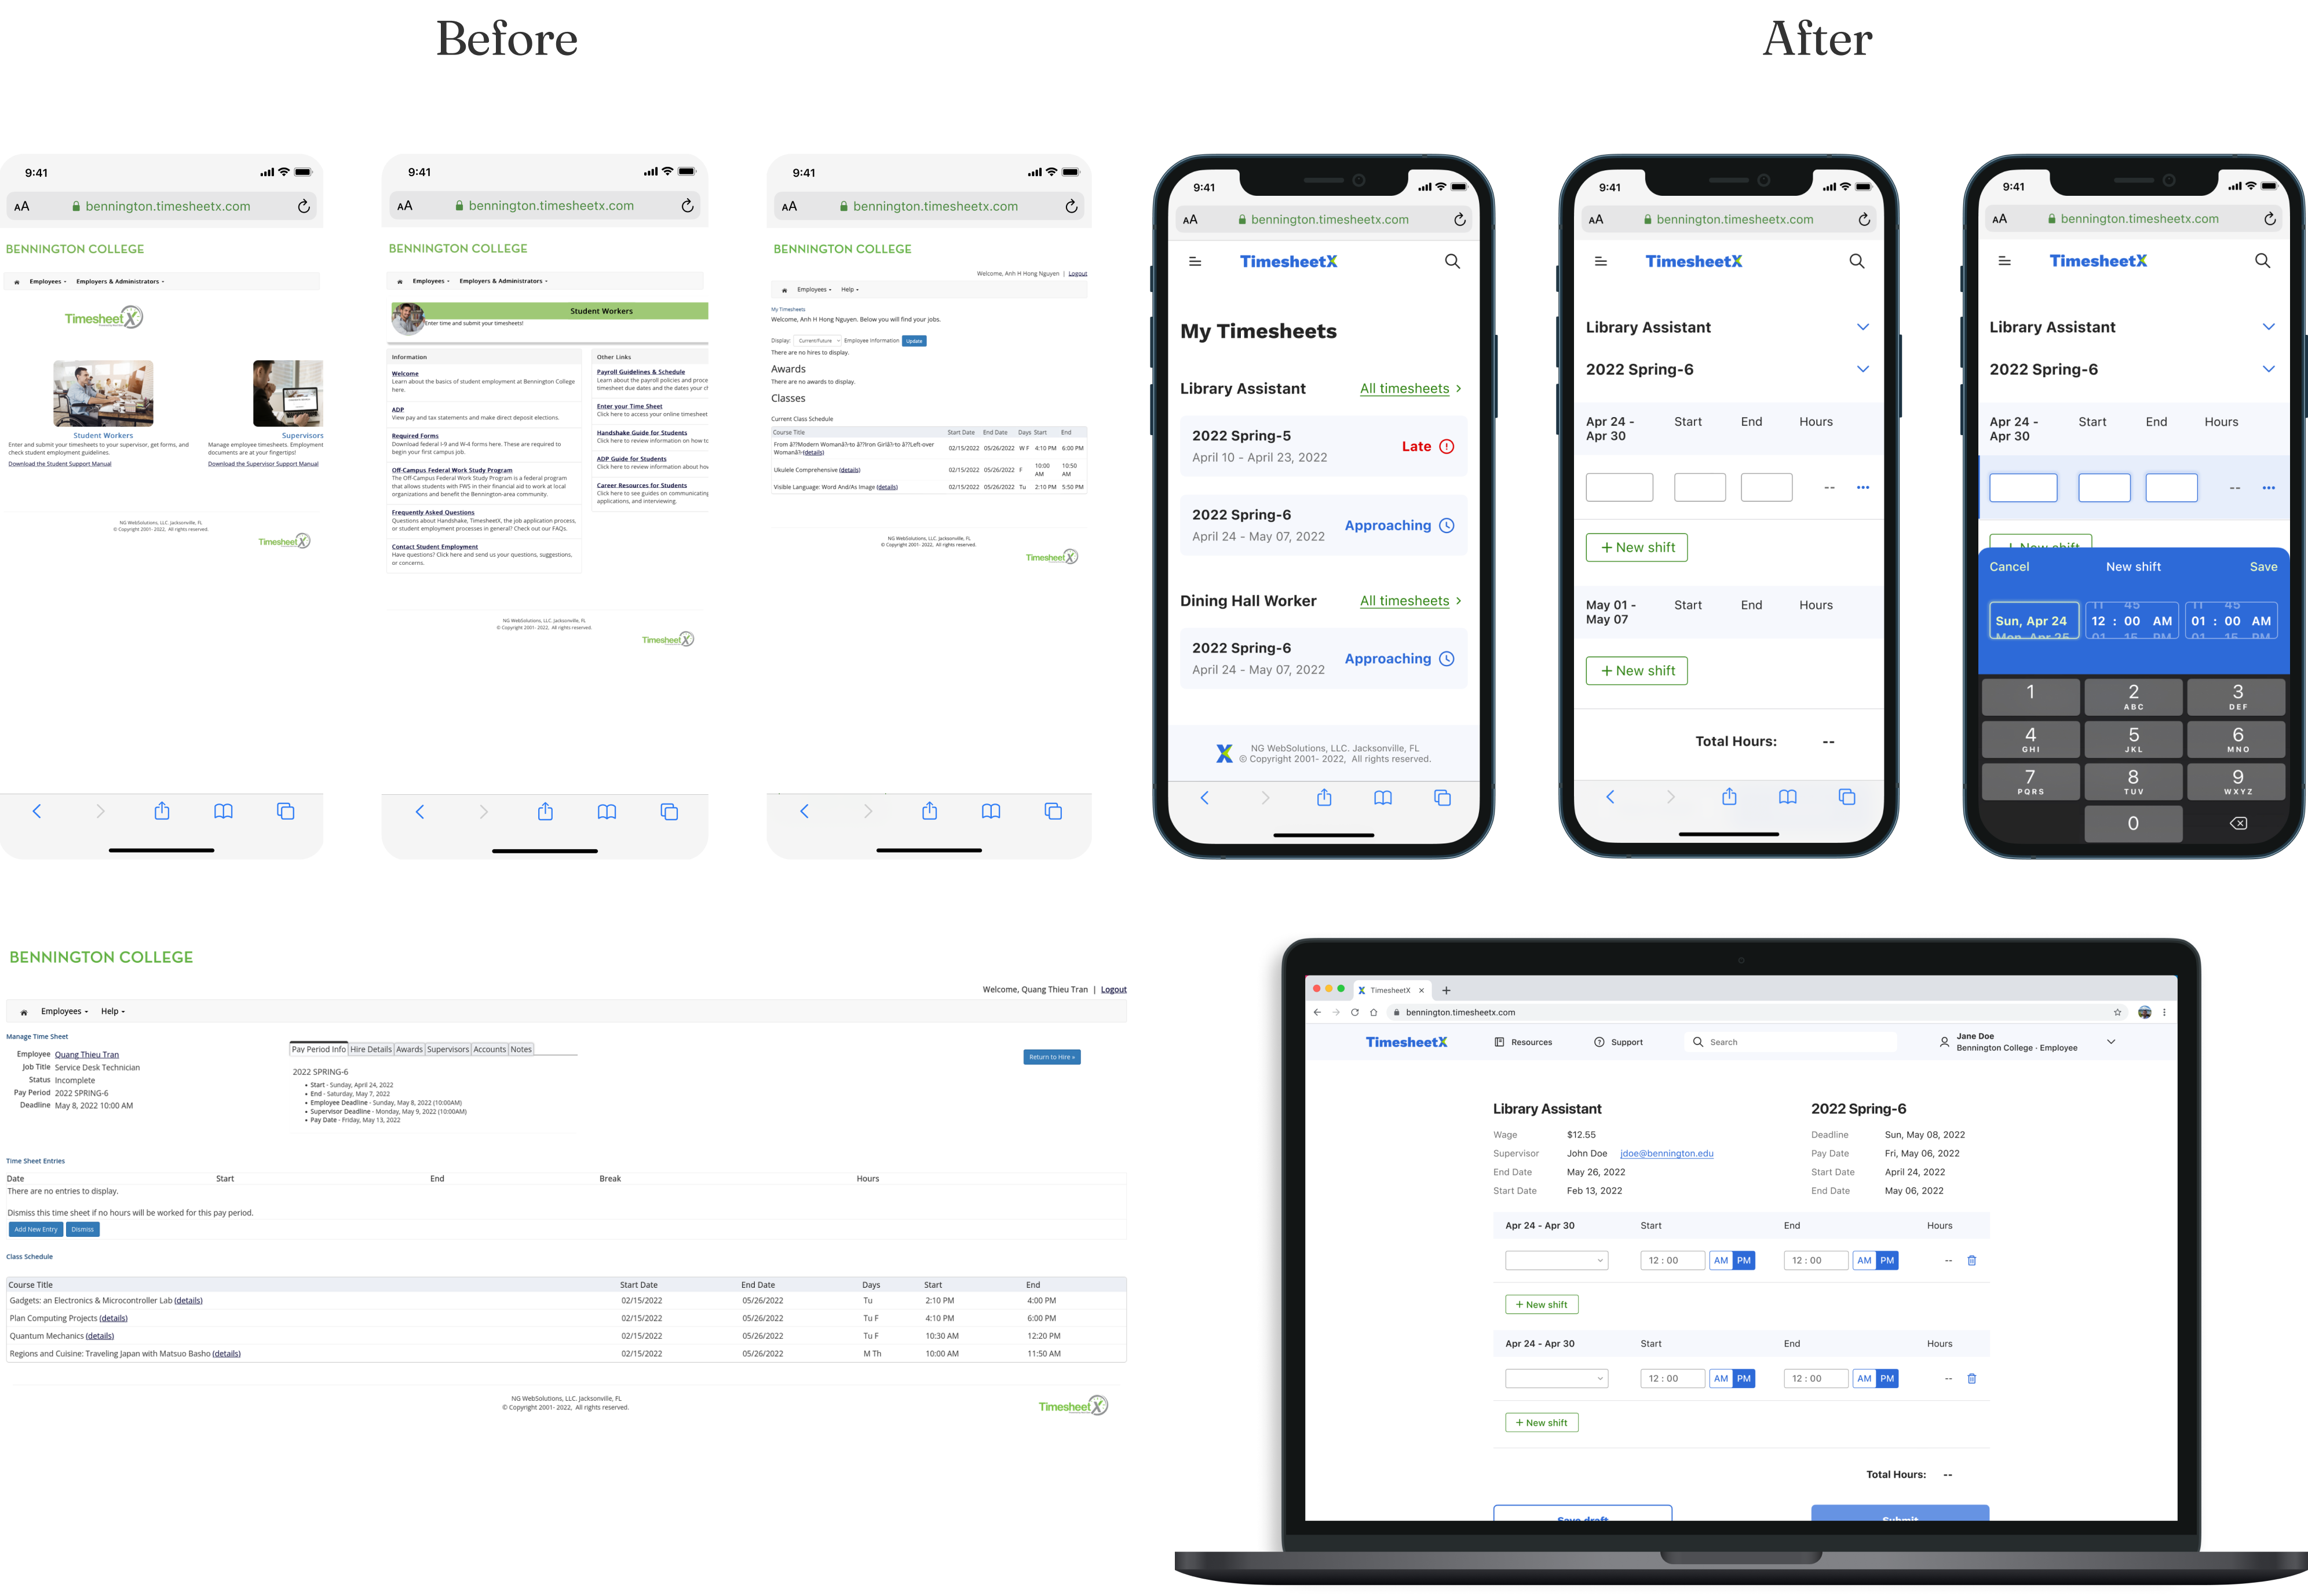 Before
After
9:41
AA bennington.timesheetx.com
BENNINGTON COLLEGE
Employees Employers & Administrators
TimesheetX
Student Workers
Enter and submit your timesheets to your supervisor, get forms, and
check student employment guidelines.
Download the Student Support Manual
Supervisors
Manage employee timesheets. Employment
documents are at your fingertips!
Download the Supervisor Support Manual
NG WebSolutions, LLC. Jacksonville, FL
© Copyright 2001- 2022, All rights reserved.
TimesheetX
9:41
AA bennington.timesheetx.com
BENNINGTON COLLEGE
Employees Employers & Administrators
Student Workers
Enter time and submit your timesheets!
Information
Welcome
Learn about the basics of student employment at Bennington College
here.
ADP
View pay and tax statements and make direct deposit elections.
Required Forms
Download federal I-9 and W-4 forms here. These are required to
begin your first campus job.
Off-Campus Federal Work Study Program
The Off-Campus Federal Work Study Program is a federal program
that allows students with FWS in their financial aid to work at local
organizations and benefit the Bennington-area community.
Frequently Asked Questions
Questions about Handshake, TimesheetX, the job application process,
or student employment processes in general? Check out our FAQs.
Contact Student Employment
Have questions? Click here and send us your questions, suggestions,
or concerns.
Other Links
Payroll Guidelines & Schedule
Learn about the payroll policies and proce
timesheet due dates and the dates your ch
Enter your Time Sheet
Click here to access your online timesheet
Handshake Guide for Students
Click here to review information on how to
ADP Guide for Students
Click here to review information about how
Career Resources for Students
Click here to see guides on communicating
applications, and interviewing.
NG WebSolutions, LLC. Jacksonville, FL
© Copyright 2001- 2022, All rights reserved.
TimesheetX
9:41
AA bennington.timesheetx.com
BENNINGTON COLLEGE
Welcome, Anh H Hong Nguyen | Logout
Employees Help
My Timesheets
Welcome, Anh H Hong Nguyen. Below you will find your jobs.
Display: Current/Future Employee Information Update
There are no hires to display.
Awards
There are no awards to display.
Classes
Current Class Schedule
Course Title Start Date End Date Days Start End
From â??Modern Womanâ?-to â??Iron Girlâ?-to â??Left-over
Womanâ?-(details) 02/15/2022 05/26/2022 W F 4:10 PM 6:00 PM
Ukulele Comprehensive (details) 02/15/2022 05/26/2022 F 10:00 AM 10:50 AM
Visible Language: Word And/As Image (details) 02/15/2022 05/26/2022 Tu 2:10 PM 5:50 PM
NG WebSolutions, LLC. Jacksonville, FL
© Copyright 2001- 2022, All rights reserved.
TimesheetX
9:41
AA bennington.timesheetx.com
TimesheetX
My Timesheets
Library Assistant All timesheets
2022 Spring-5
April 10 - April 23, 2022
Late
2022 Spring-6
April 24 - May 07, 2022
Approaching
Dining Hall Worker All timesheets
2022 Spring-6
April 24 - May 07, 2022
Approaching
NG WebSolutions, LLC. Jacksonville, FL
© Copyright 2001- 2022, All rights reserved.
9:41
AA bennington.timesheetx.com
TimesheetX
Library Assistant
2022 Spring-6
Apr 24 - Start End Hours
Apr 30
-- •••
+ New shift
May 01 - Start End Hours
May 07
+ New shift
Total Hours: --
9:41
AA bennington.timesheetx.com
TimesheetX
Library Assistant
2022 Spring-6
Apr 24 - Start End Hours
Apr 30
-- •••
+ New shift
Cancel New shift Save
11 45 11 45
Sun, Apr 24 12 : 00 AM 01 : 00 AM
Mon, Apr 25 01 15 PM 01 15 PM
1 2 3
ABC DEF
4 5 6
GHI JKL MNO
7 8 9
PQRS TUV WXYZ
0
BENNINGTON COLLEGE
Welcome, Quang Thieu Tran | Logout
Employees Help
Manage Time Sheet
Employee Quang Thieu Tran
Job Title Service Desk Technician
Status Incomplete
Pay Period 2022 SPRING-6
Deadline May 8, 2022 10:00 AM
Pay Period Info Hire Details Awards Supervisors Accounts Notes
2022 SPRING-6
• Start - Sunday, April 24, 2022
• End - Saturday, May 7, 2022
• Employee Deadline - Sunday, May 8, 2022 (10:00AM)
• Supervisor Deadline - Monday, May 9, 2022 (10:00AM)
• Pay Date - Friday, May 13, 2022
Return to Hire »
Time Sheet Entries
Date Start End Break Hours
There are no entries to display.
Dismiss this time sheet if no hours will be worked for this pay period.
Add New Entry Dismiss
Class Schedule
Course Title Start Date End Date Days Start End
Gadgets: an Electronics & Microcontroller Lab (details) 02/15/2022 05/26/2022 Tu 2:10 PM 4:00 PM
Plan Computing Projects (details) 02/15/2022 05/26/2022 Tu F 4:10 PM 6:00 PM
Quantum Mechanics (details) 02/15/2022 05/26/2022 Tu F 10:30 AM 12:20 PM
Regions and Cuisine: Traveling Japan with Matsuo Basho (details) 02/15/2022 05/26/2022 M Th 10:00 AM 11:50 AM
NG WebSolutions, LLC. Jacksonville, FL
© Copyright 2001- 2022, All rights reserved.
TimesheetX
TimesheetX
bennington.timesheetx.com
TimesheetX Resources Support Search
Jane Doe
Bennington College · Employee
Library Assistant
Wage $12.55
Supervisor John Doe jdoe@bennington.edu
End Date May 26, 2022
Start Date Feb 13, 2022
2022 Spring-6
Deadline Sun, May 08, 2022
Pay Date Fri, May 06, 2022
Start Date April 24, 2022
End Date May 06, 2022
Apr 24 - Apr 30 Start End Hours
12 : 00 AM PM 12 : 00 AM PM --
+ New shift
Apr 24 - Apr 30 Start End Hours
12 : 00 AM PM 12 : 00 AM PM --
+ New shift
Total Hours: --
Save draft Submit